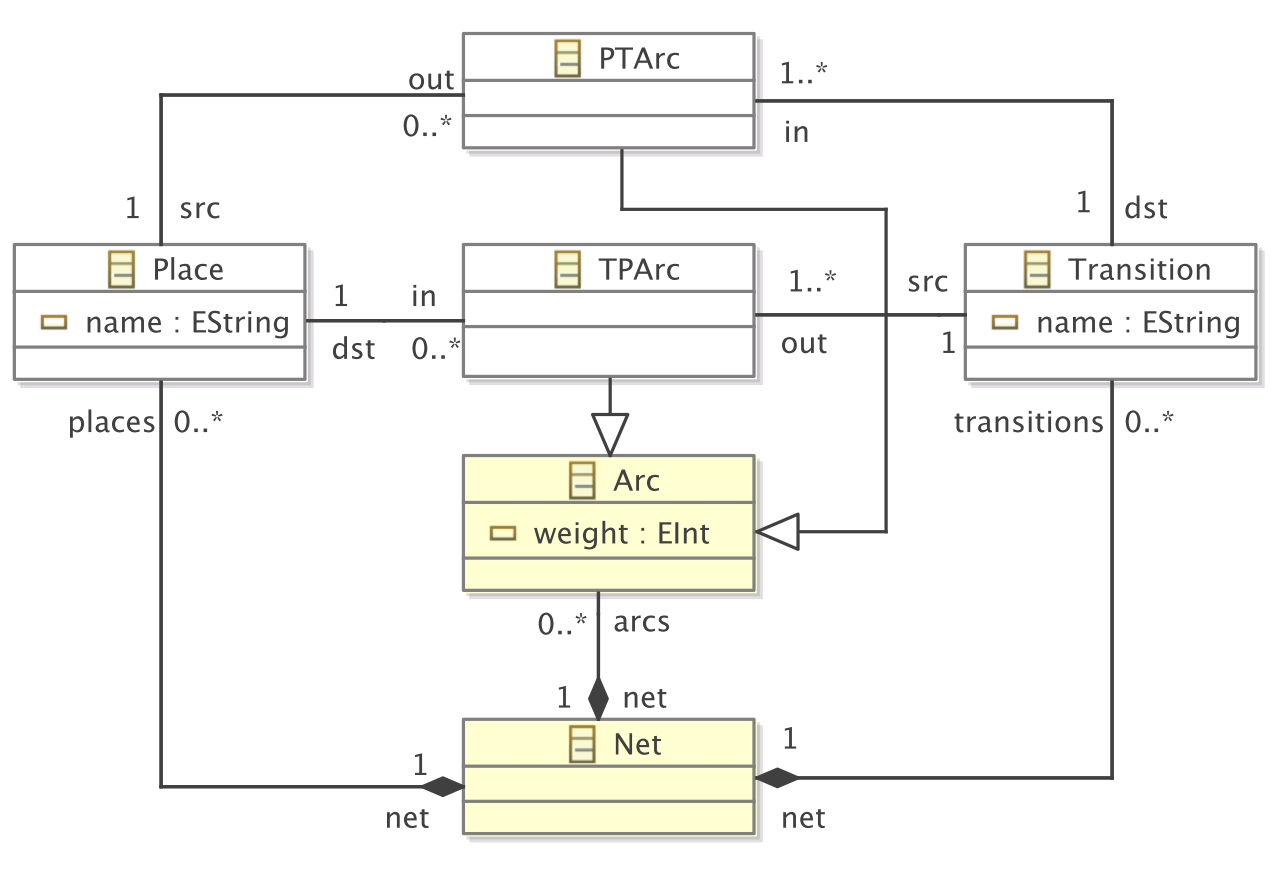 PTArc
out
1..*
0..*
in
1
src
1
dst
Place
TPArc
Transition
name : EString
1
in
1..*
src
name : EString
dst
0..*
out
1
places
0..*
transitions
0..*
Arc
weight : EInt
0..*
arcs
1
net
Net
1
1
net
net